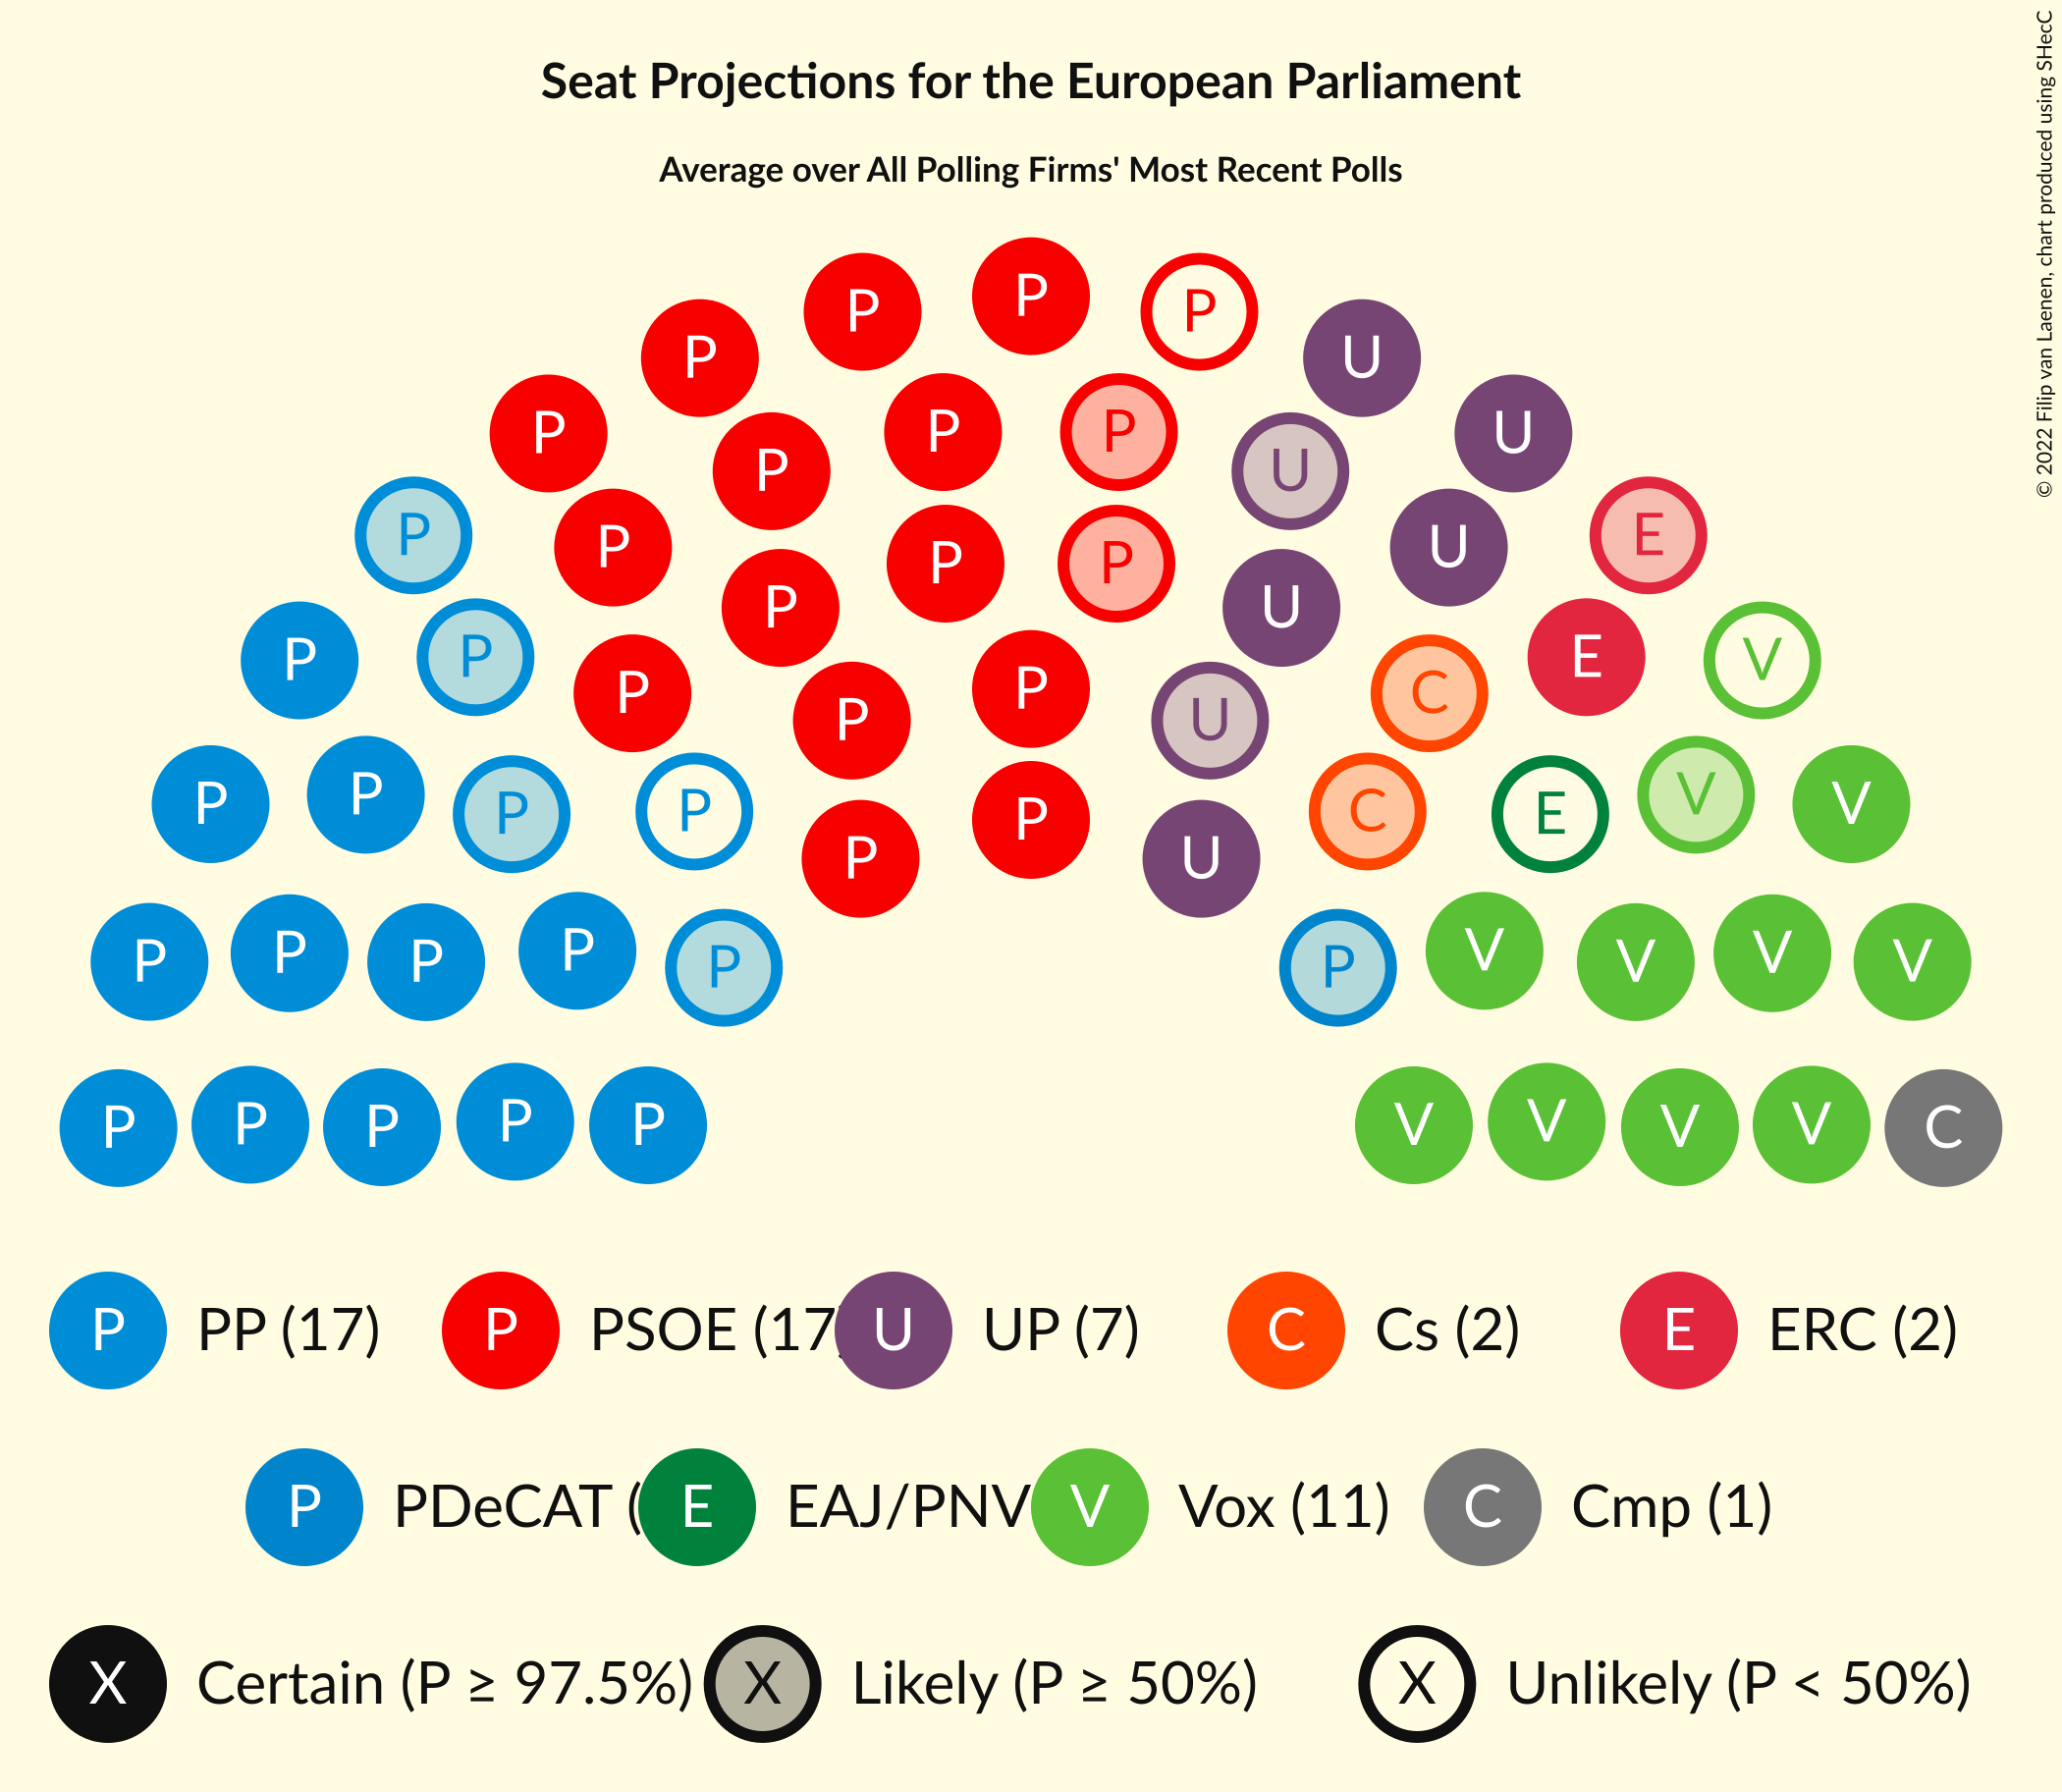 Seat Projections for the European Parliament
Average over All Polling Firms' Most Recent Polls
© 2022 Filip van Laenen, chart produced using SHecC
P
P P
P U
P P P U
P U
P E
P U
P P
P U
P P E V
P P C
P U
P P P P P C E V V
P U
P P P P P P V V V V
P P P P P V V V V C
P PP (17) P PSOE (17 U UP (7) C Cs (2) E ERC (2)
P PDeCAT ( E EAJ/PNV V Vox (11) C Cmp (1)
X Certain (P ≥ 97.5%) X Likely (P ≥ 50%) X Unlikely (P < 50%)